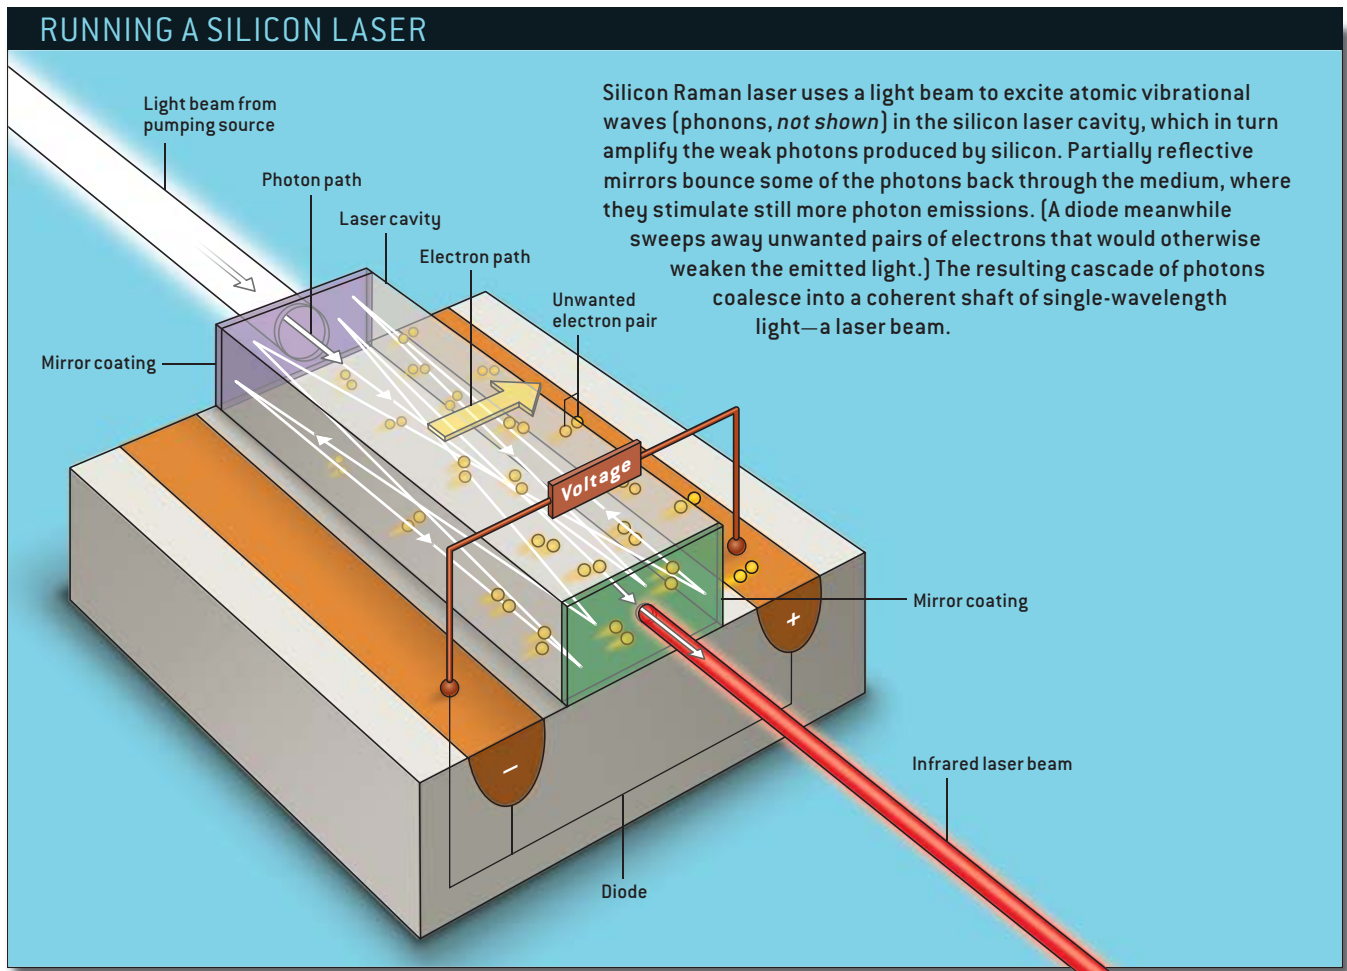 RUNNING A SILICON LASER
Silicon Raman laser uses a light beam to excite atomic vibrational
waves (phonons, not shown) in the silicon laser cavity, which in turn
amplify the weak photons produced by silicon. Partially reflective
mirrors bounce some of the photons back through the medium, where
they stimulate still more photon emissions. (A diode meanwhile
sweeps away unwanted pairs of electrons that would otherwise
weaken the emitted light.) The resulting cascade of photons
coalesce into a coherent shaft of single-wavelength
light—a laser beam.
Light beam from
pumping source
Photon path
Laser cavity
Electron path
Unwanted
electron pair
Mirror coating
Voltage
Mirror coating
+
−
Infrared laser beam
Diode